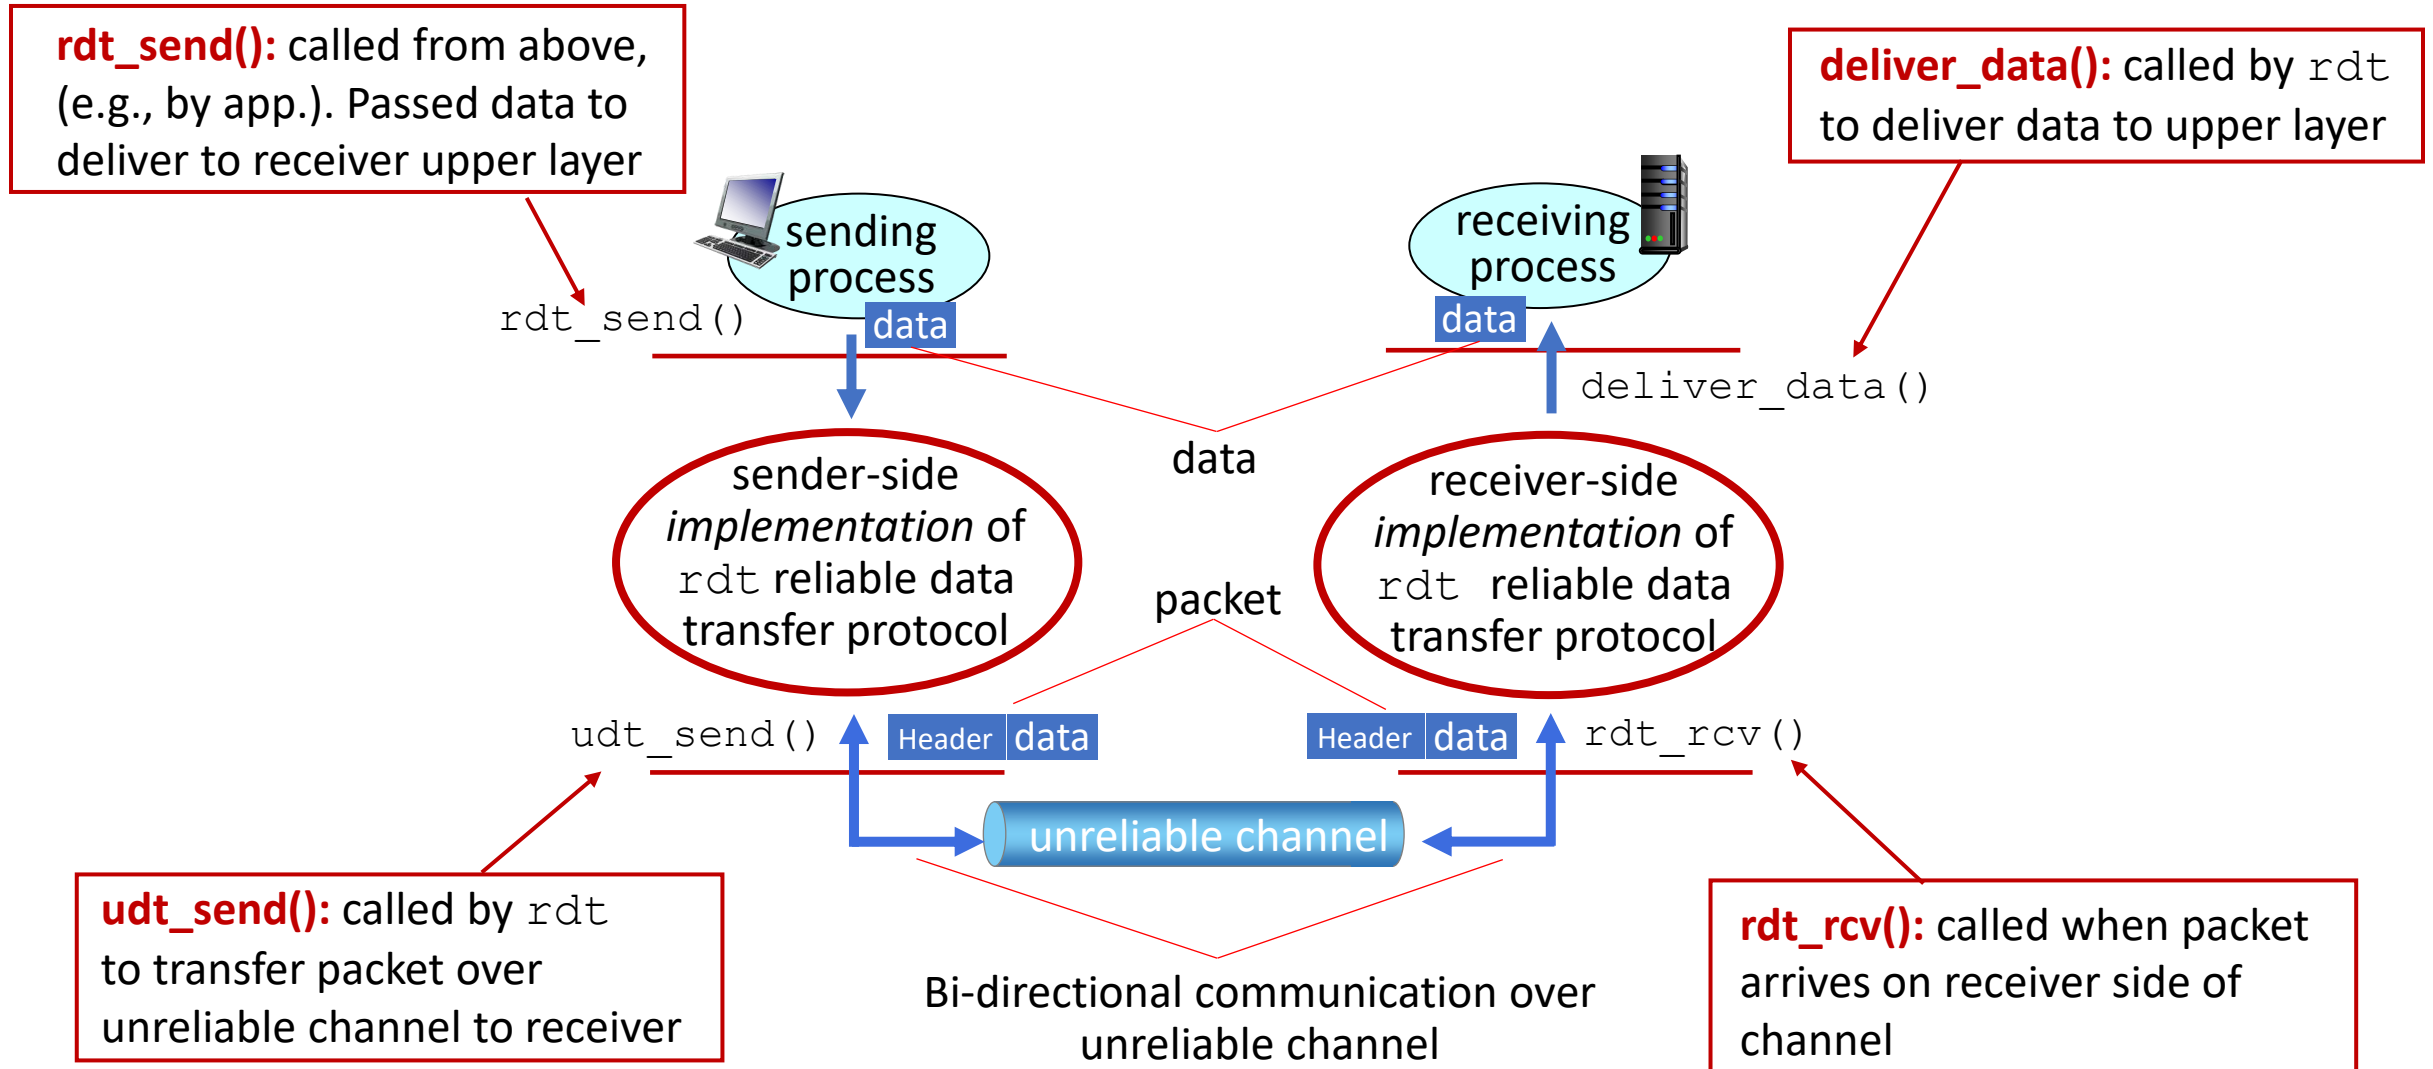 rdt_send(): called from above,
(e.g., by app.). Passed data to
deliver to receiver upper layer
deliver_data(): called by rdt
to deliver data to upper layer
sending
process
receiving
process
rdt_send()
data
data
deliver_data()
data
sender-side
implementation of
rdt reliable data
transfer protocol
receiver-side
implementation of
rdt reliable data
transfer protocol
packet
udt_send()
Header data
Header data
rdt_rcv()
unreliable channel
udt_send(): called by rdt
to transfer packet over
unreliable channel to receiver
Bi-directional communication over
unreliable channel
rdt_rcv(): called when packet
arrives on receiver side of
channel